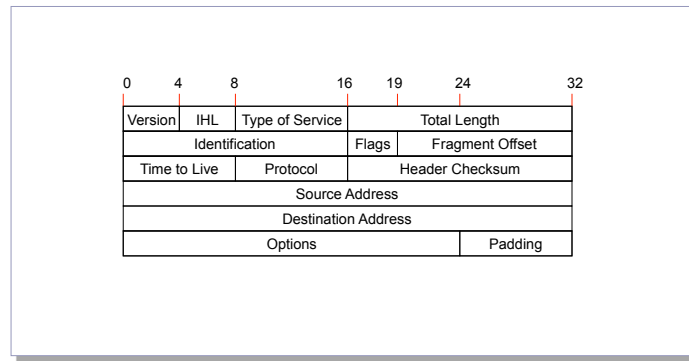 0 4 8 16 19 24 32
Version IHL Type of Service Total Length
Identification Flags Fragment Offset
Time to Live Protocol Header Checksum
Source Address
Destination Address
Options Padding